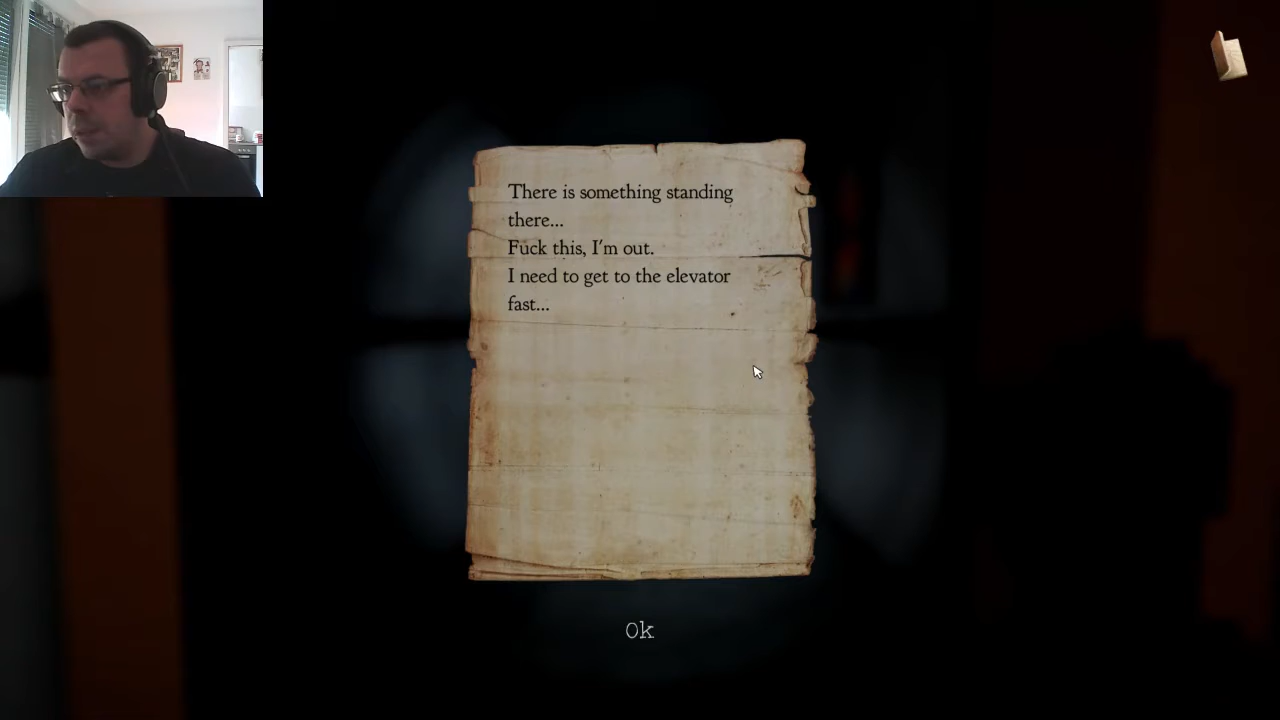 There is something standing
there...
Fuck this, I'm out.
I need to get to the elevator
fast...
Ok